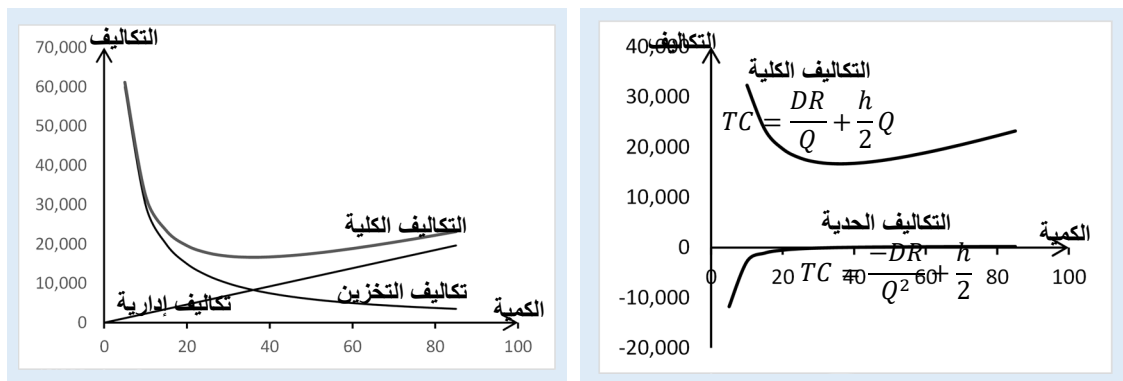 التكاليف
70,000
60,000
50,000
40,000
30,000
20,000
10,000
0
التكاليف الكلية
تكاليف التخزين
تكاليف إدارية
الكمية
0 20 40 60 80 100
التكاليف
40,000
التكاليف الكلية
30,000
TC = DR/Q + h/2 Q
20,000
10,000
التكاليف الحدية
الكمية
0
0 20 40 60 80 100
TC = −DR/Q² + h/2
-10,000
-20,000